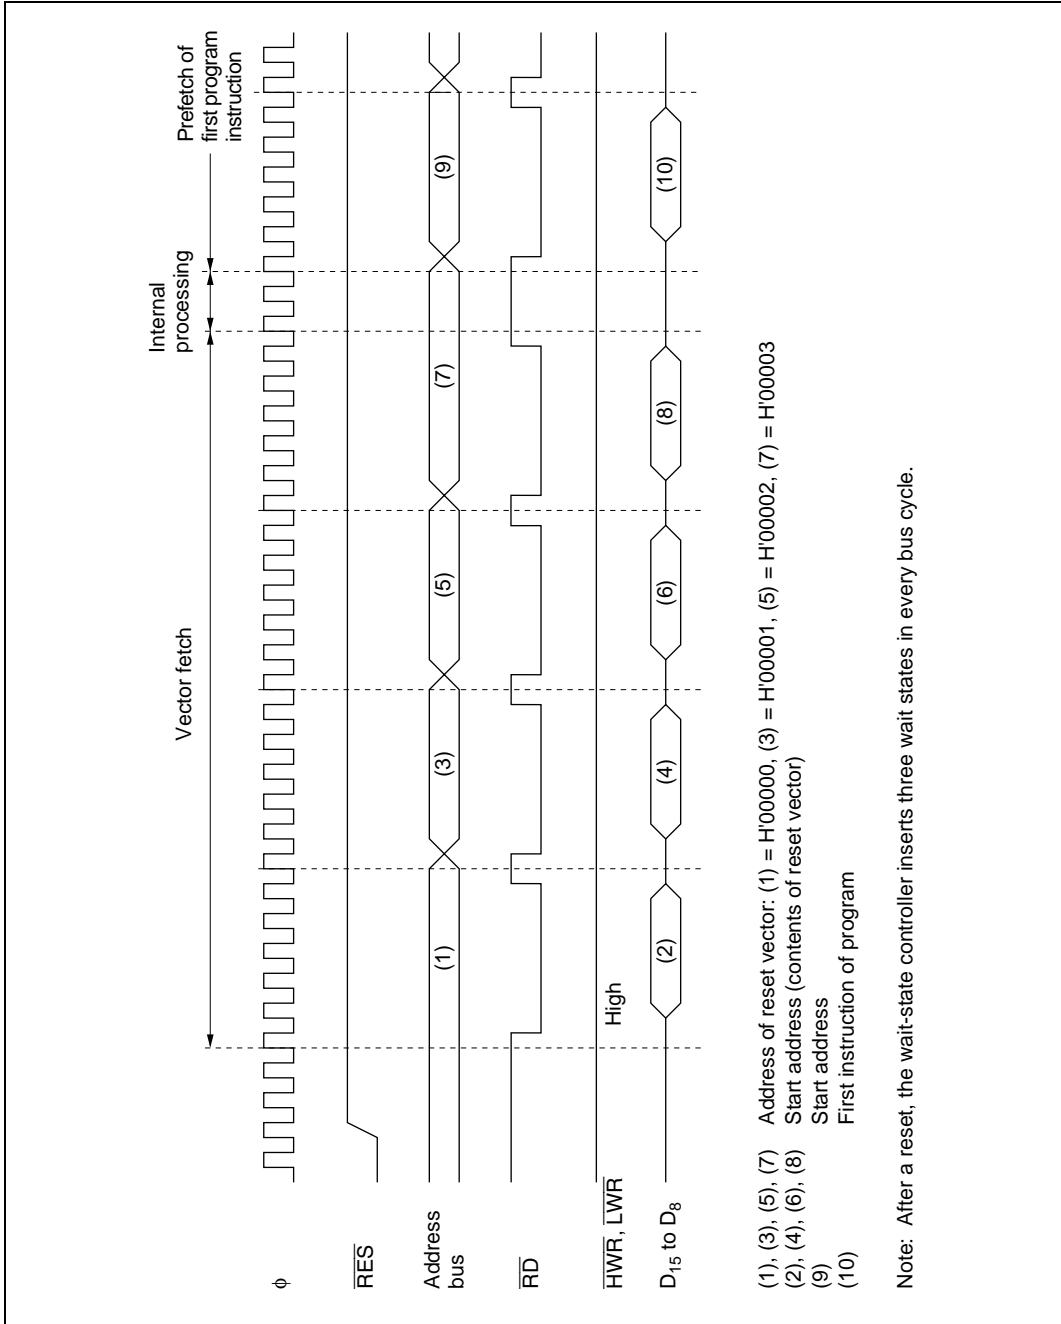 Vector fetch
Internal
processing
Prefetch of
first program
instruction
φ
RES
Address
bus
(1)
(3)
(5)
(7)
(9)
RD
HWR, LWR
High
D15 to D8
(2)
(4)
(6)
(8)
(10)
(1), (3), (5), (7) Address of reset vector: (1) = H'00000, (3) = H'00001, (5) = H'00002, (7) = H'00003
(2), (4), (6), (8) Start address (contents of reset vector)
(9) Start address
(10) First instruction of program
Note: After a reset, the wait-state controller inserts three wait states in every bus cycle.